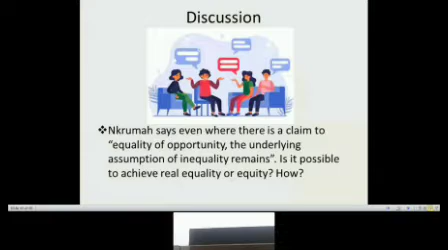 Discussion
❖Nkrumah says even where there is a claim to
"equality of opportunity, the underlying
assumption of inequality remains". Is it possible
to achieve real equality or equity? How?